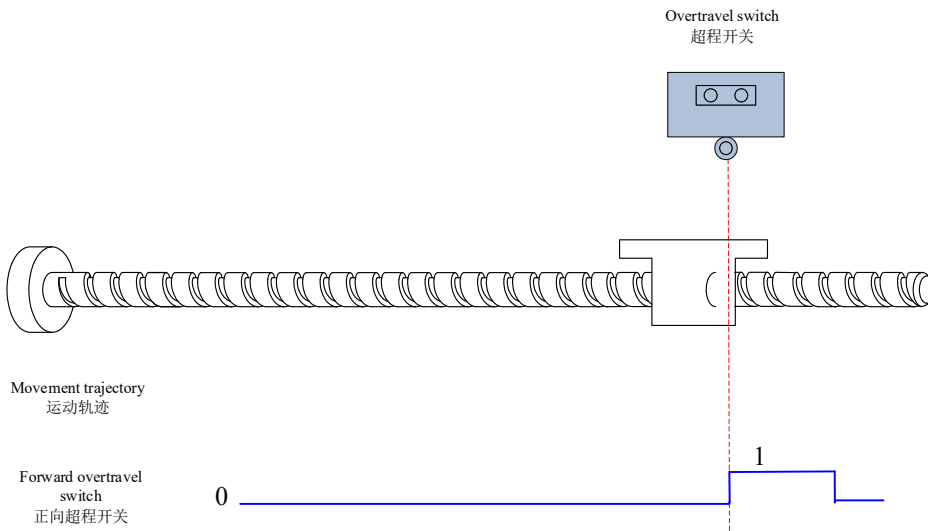 Overtravel switch
超程开关
Movement trajectory
运动轨迹
1
Forward overtravel
switch
正向超程开关
0